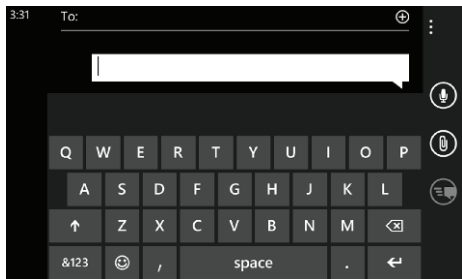 3:31 To:
Q W E R T Y U I O P
A S D F G H J K L
Z X C V B N M
&123 , space .